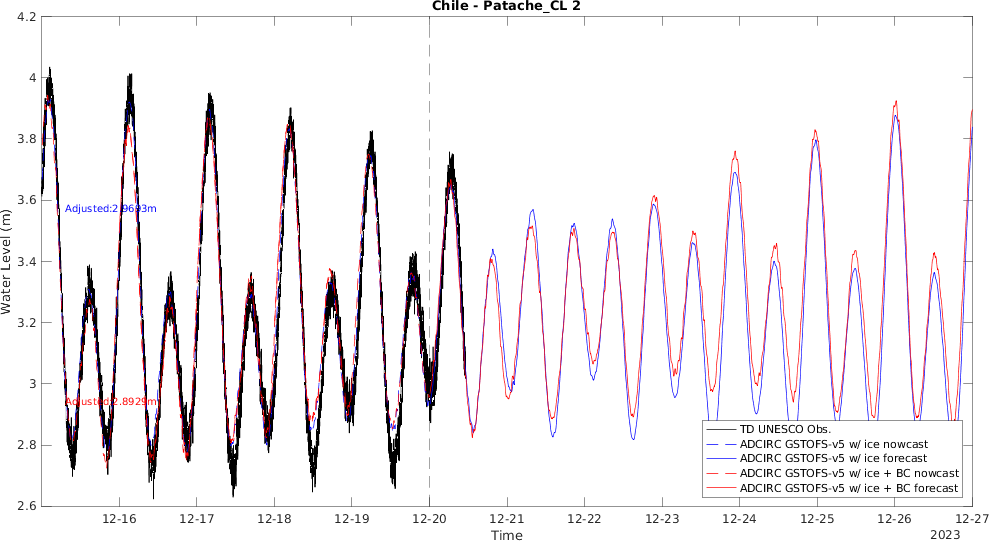 Chile - Patache_CL 2
4.2
4
3.8
3.6
3.4
3.2
3
2.8
2.6
Water Level (m)
Adjusted:2.9693m
Adjusted:2.8929m
TD UNESCO Obs.
ADCIRC GSTOFS-v5 w/ ice nowcast
ADCIRC GSTOFS-v5 w/ ice forecast
ADCIRC GSTOFS-v5 w/ ice + BC nowcast
ADCIRC GSTOFS-v5 w/ ice + BC forecast
12-16 12-17 12-18 12-19 12-20 12-21 12-22 12-23 12-24 12-25 12-26 12-27
Time
2023